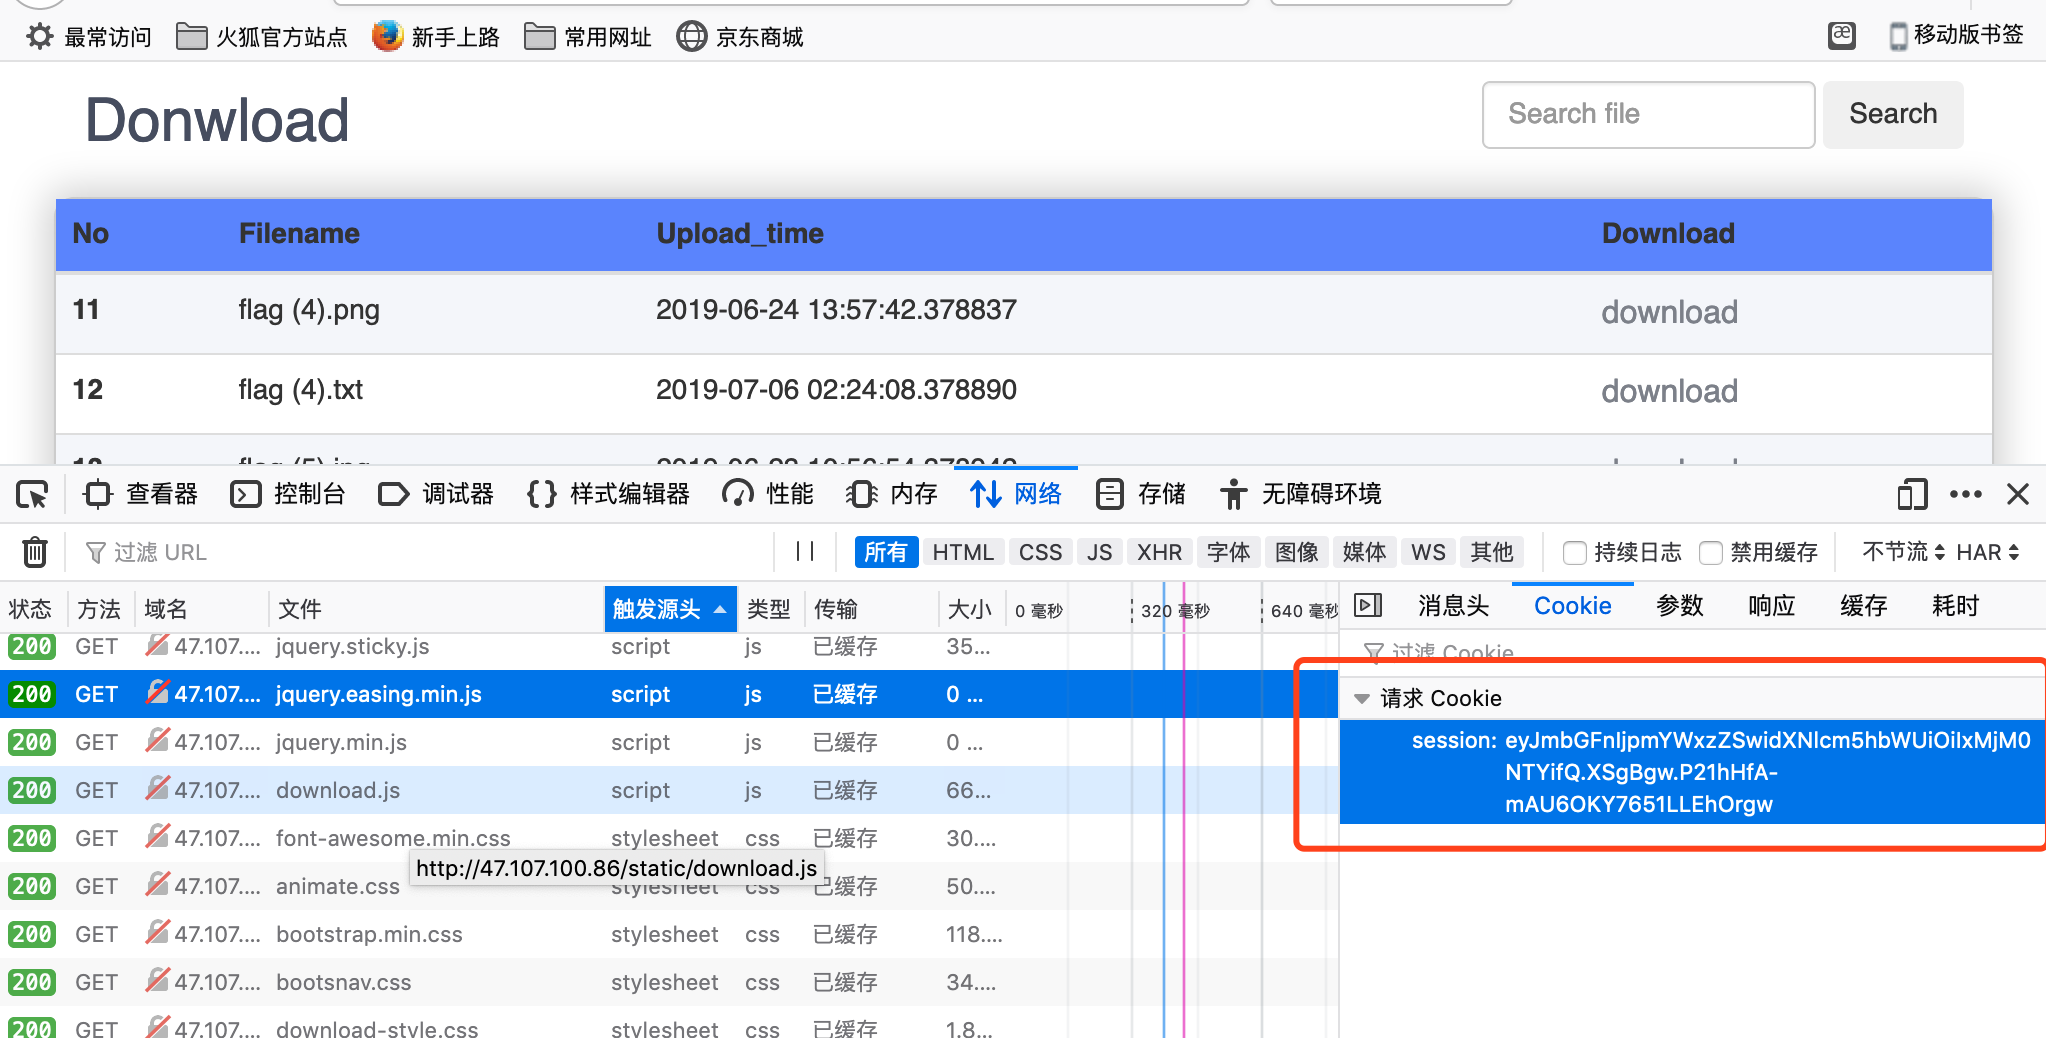 最常访问 火狐官方站点 新手上路 常用网址 京东商城 æ 移动版书签
Donwload
Search file Search
No Filename Upload_time Download
11 flag (4).png 2019-06-24 13:57:42.378837 download
12 flag (4).txt 2019-07-06 02:24:08.378890 download
查看器 控制台 调试器 样式编辑器 性能 内存 网络 存储 无障碍环境
过滤 URL 所有 HTML CSS JS XHR 字体 图像 媒体 WS 其他 持续日志 禁用缓存 不节流 HAR
状态 方法 域名 文件 触发源头 类型 传输 大小 0 毫秒 320 毫秒 640 毫秒 消息头 Cookie 参数 响应 缓存 耗时
过滤 Cookie
200 GET 47.107.... jquery.sticky.js script js 已缓存 35...
200 GET 47.107.... jquery.easing.min.js script js 已缓存 0 ...
请求 Cookie
session: eyJmbGFnIjpmYWxzZSwidXNlcm5hbWUiOiIxMjM0
NTYifQ.XSgBgw.P21hHfA-
mAU6OKY7651LLEhOrgw
200 GET 47.107.... jquery.min.js script js 已缓存 0 ...
200 GET 47.107.... download.js script js 已缓存 66...
200 GET 47.107.... font-awesome.min.css stylesheet css 已缓存 30....
http://47.107.100.86/static/download.js
200 GET 47.107.... animate.css stylesheet css 已缓存 50....
200 GET 47.107.... bootstrap.min.css stylesheet css 已缓存 118....
200 GET 47.107.... bootsnav.css stylesheet css 已缓存 34....
200 GET 47.107.... download-style.css stylesheet css 已缓存 1.8...